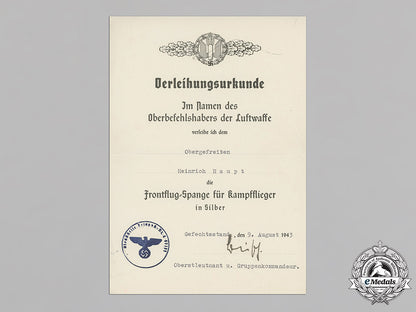 Verleihungsurkunde
Im Namen des
Oberbefehlshabers der Luftwaffe
verleihe ich dem
Obergefreiten
Heinrich Haupt
die
Frontflug-Spange für Kampfflieger
in Silber
Gefechtsstand, den 9. August 1943
Oberstleutnant u. Gruppenkommandeur.
eMedals